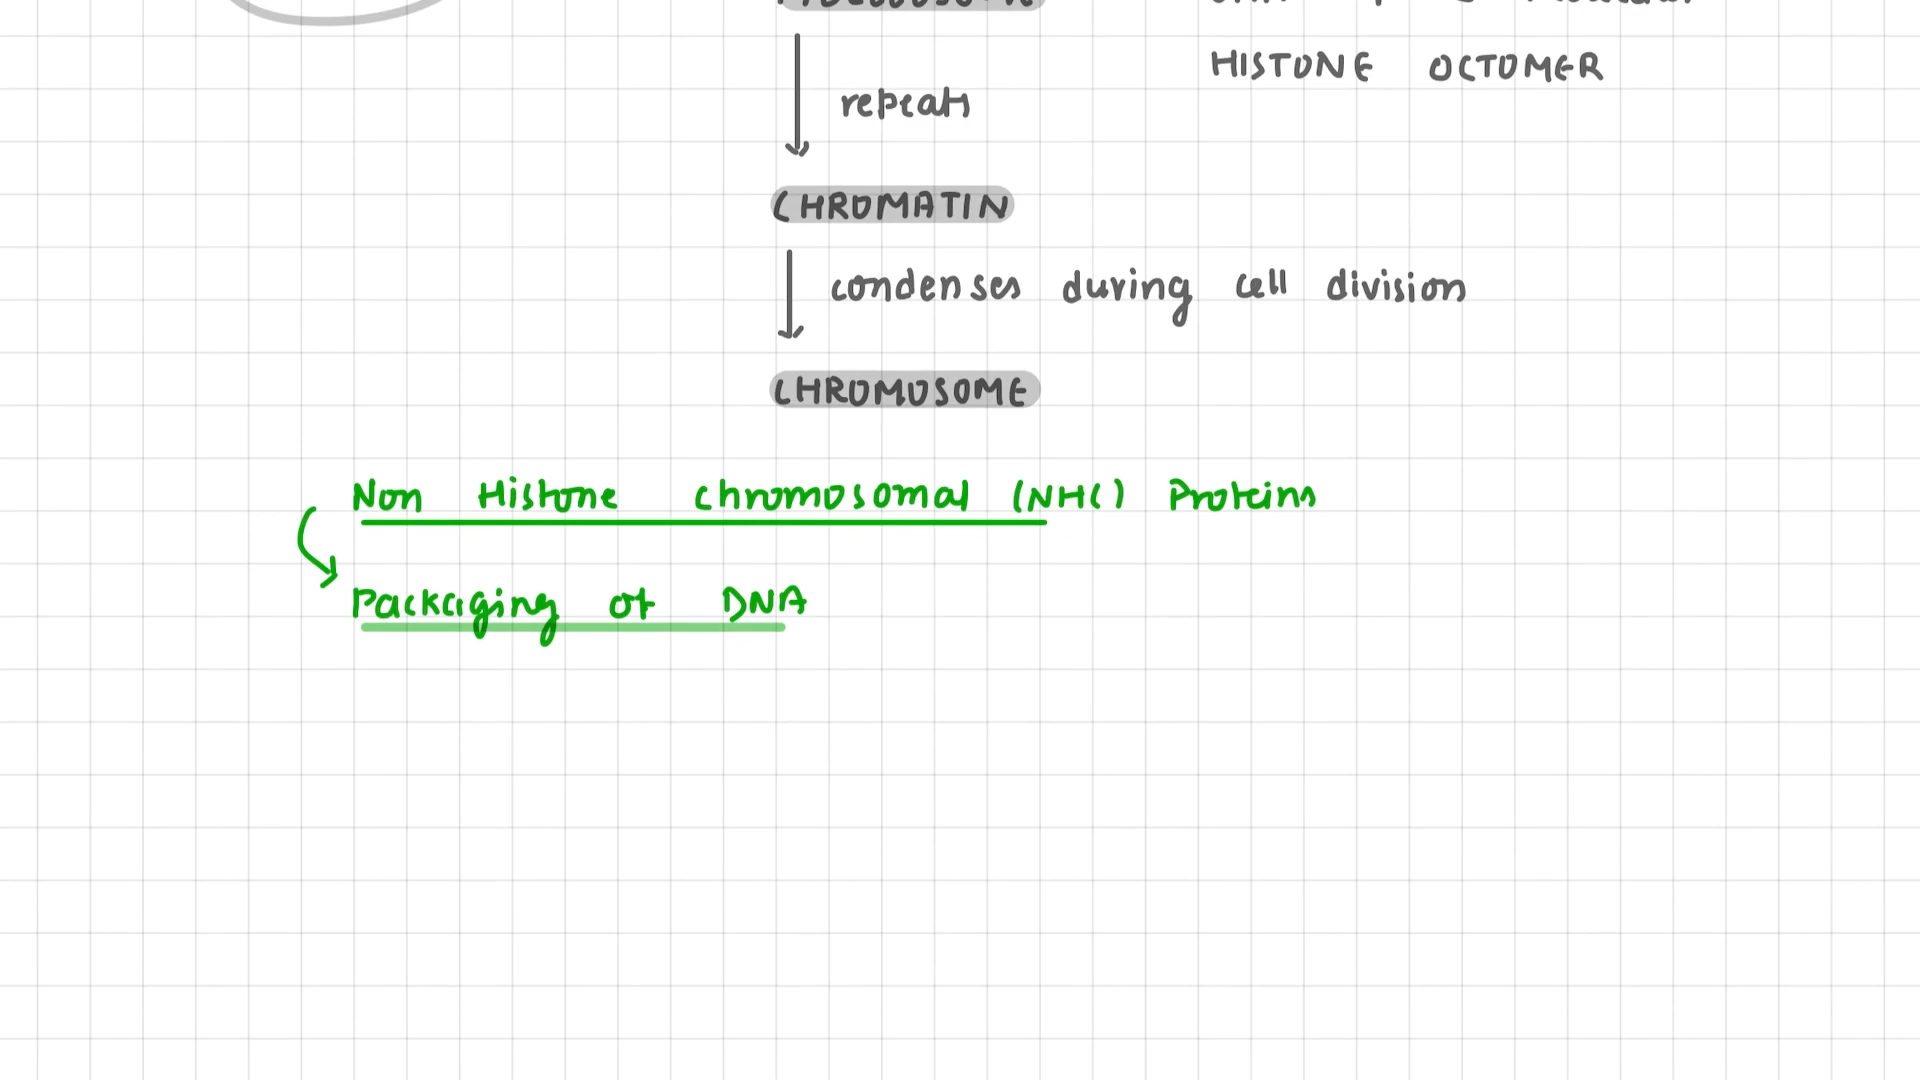 HISTONE OCTOMER
repeats
CHROMATIN
condenses during cell division
CHROMOSOME
Non Histone Chromosomal (NHC) Proteins
Packaging of DNA